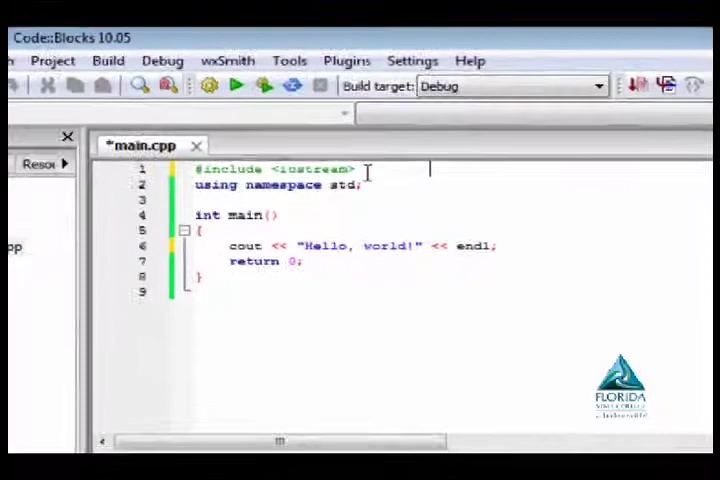 Code::Blocks 10.05
h Project Build Debug wxSmith Tools Plugins Settings Help
Build target: Debug
*main.cpp
Resou
1 #include <iostream>
2 using namespace std;
3
4 int main()
5 {
6 cout << "Hello, world!" << endl;
7 return 0;
8 }
9
pp
FLORIDA